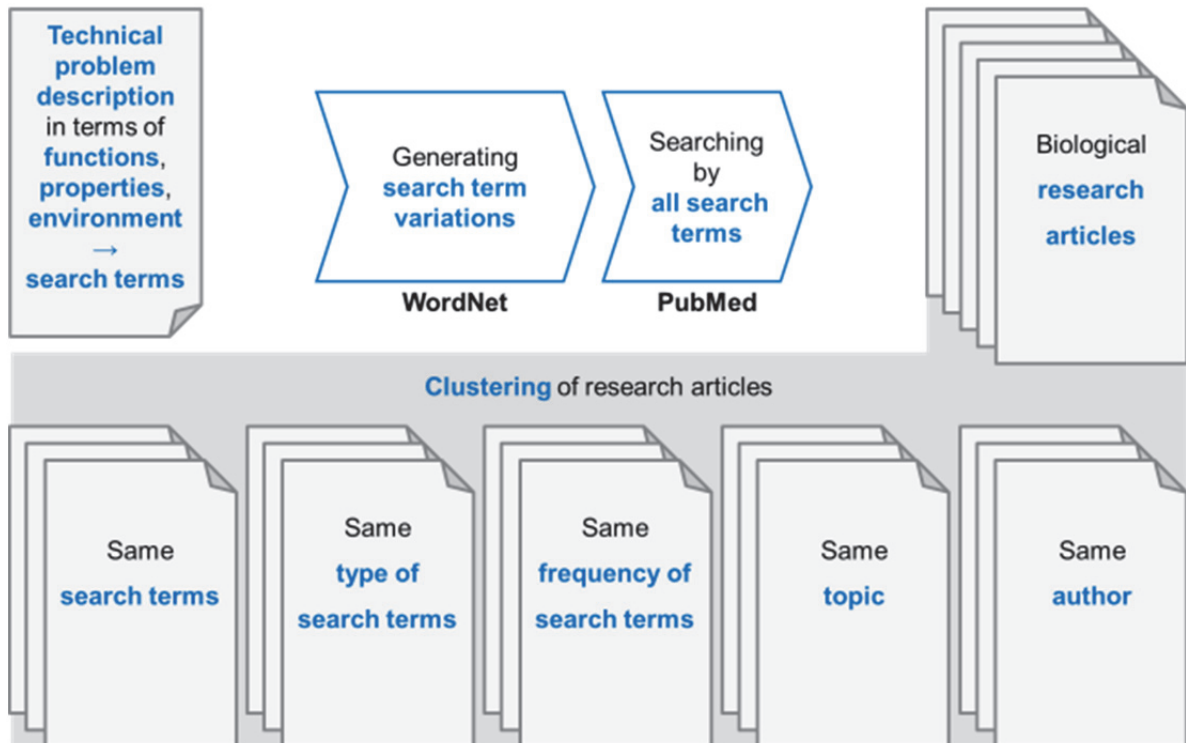 Technical
problem
description
in terms of
functions,
properties,
environment
→
search terms
Generating
search term
variations
WordNet
Searching
by
all search
terms
PubMed
Biological
research
articles
Clustering of research articles
Same
search terms
Same
type of
search terms
Same
frequency of
search terms
Same
topic
Same
author